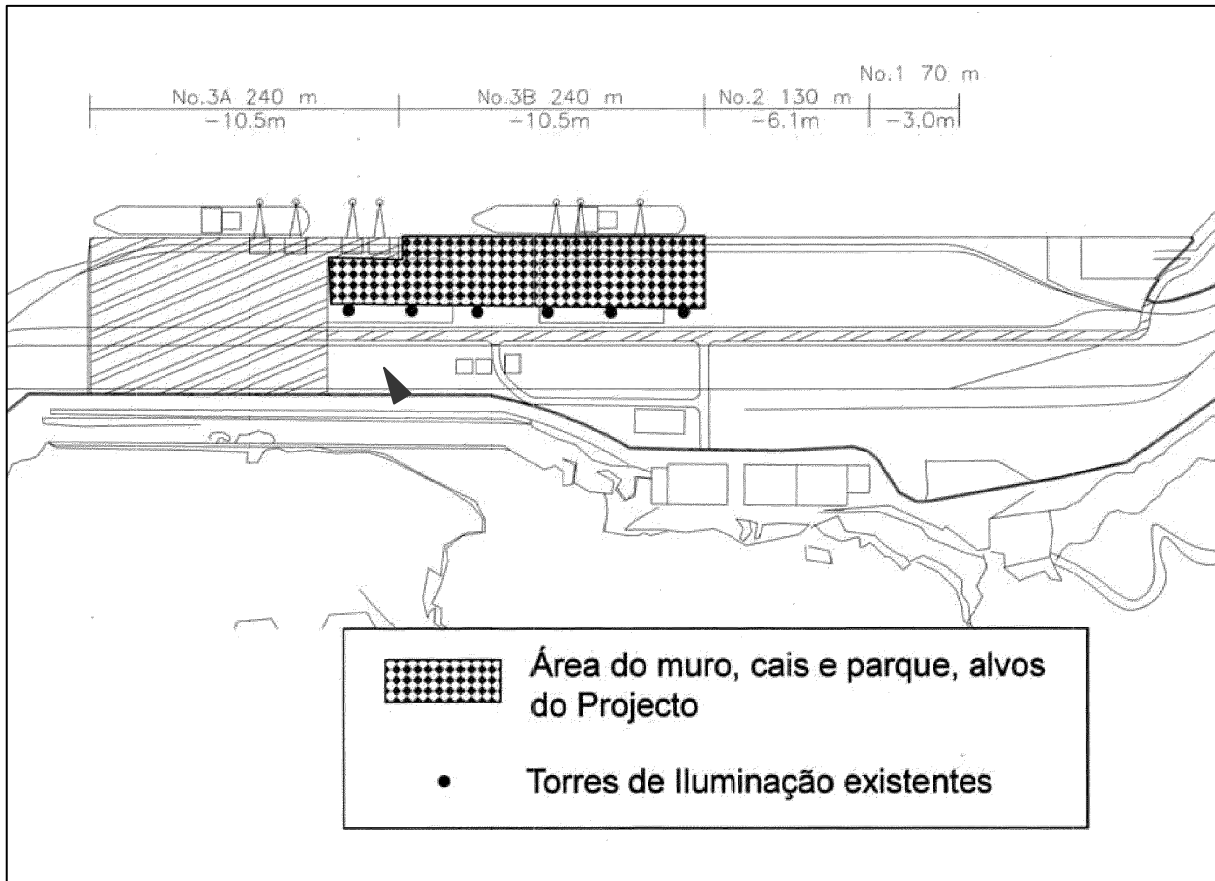 No.1 70 m
No.3A 240 m No.3B 240 m No.2 130 m
-10.5m -10.5m -6.1m -3.0m
Área do muro, cais e parque, alvos
do Projecto
Torres de Iluminação existentes